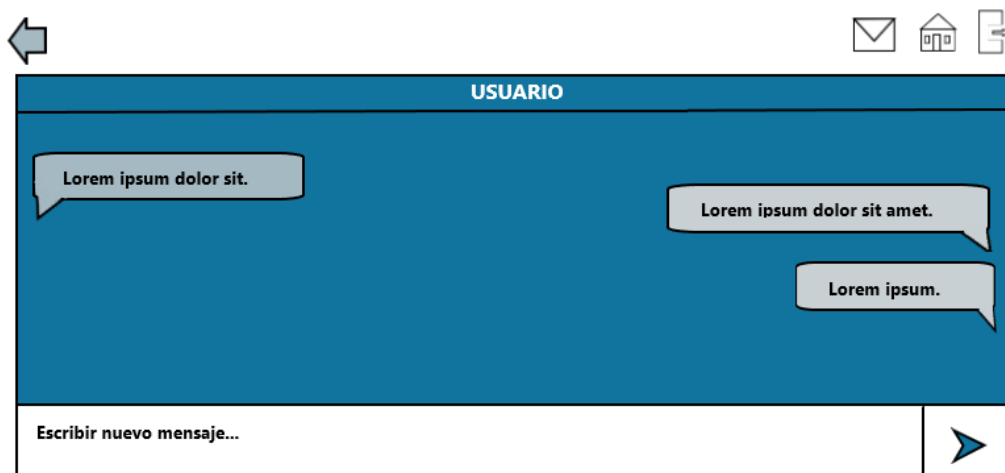 USUARIO
Lorem ipsum dolor sit.
Lorem ipsum dolor sit amet.
Lorem ipsum.
Escribir nuevo mensaje...